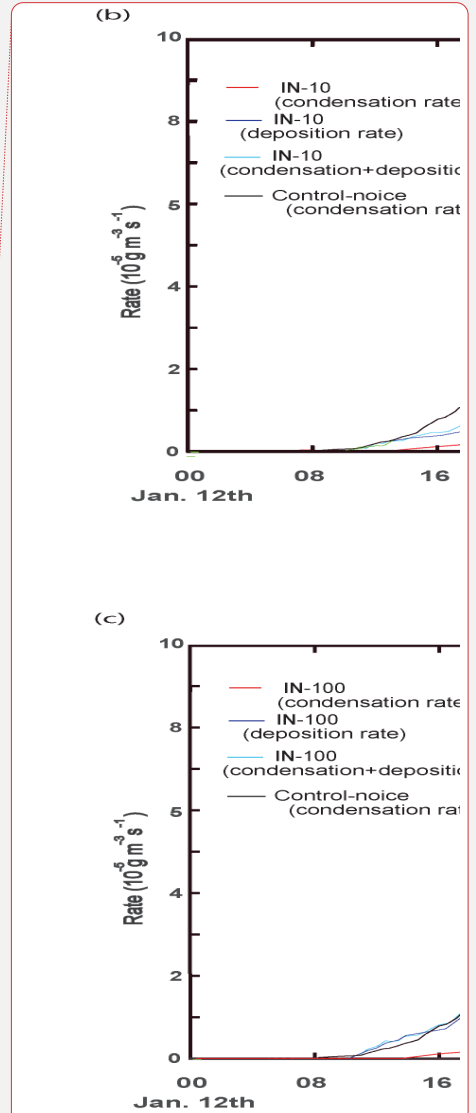 (b)
10
IN-10
(condensation rate
8
IN-10
(deposition rate)
IN-10
(condensation+depositio
Control-noice
5
(condensation rat
Rate (10⁻⁵ g m⁻³ s⁻¹)
4
2
0
00
08
16
Jan. 12th
(c)
10
IN-100
(condensation rate
8
IN-100
(deposition rate)
IN-100
(condensation+depositio
Control-noice
5
(condensation rat
Rate (10⁻⁵ g m⁻³ s⁻¹)
4
2
0
00
08
16
Jan. 12th